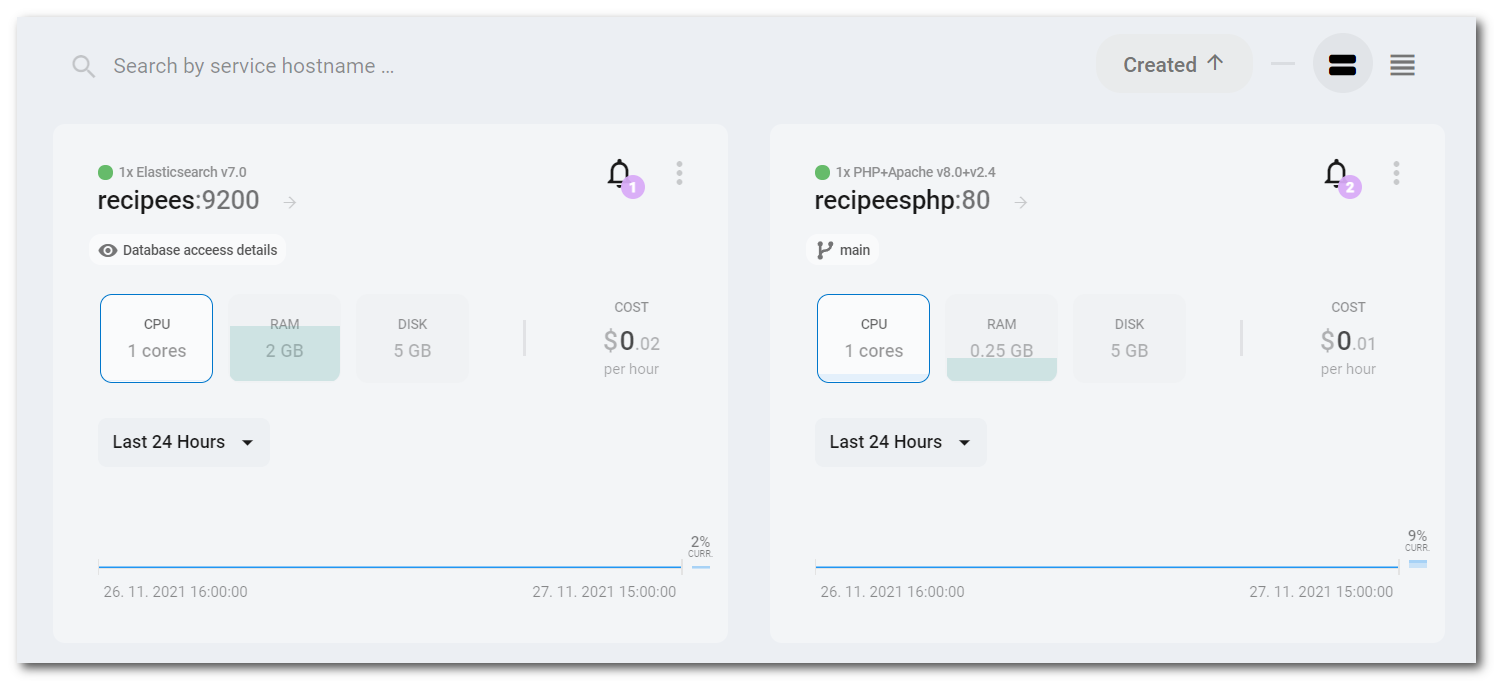 Search by service hostname ...
Created ↑
1x Elasticsearch v7.0
1
recipees:9200 →
Database acceess details
CPU
1 cores
RAM
2 GB
DISK
5 GB
COST
$0.02
per hour
Last 24 Hours
2%
CURR.
26. 11. 2021 16:00:00
27. 11. 2021 15:00:00
1x PHP+Apache v8.0+v2.4
2
recipeesphp:80 →
main
CPU
1 cores
RAM
0.25 GB
DISK
5 GB
COST
$0.01
per hour
Last 24 Hours
9%
CURR.
26. 11. 2021 16:00:00
27. 11. 2021 15:00:00